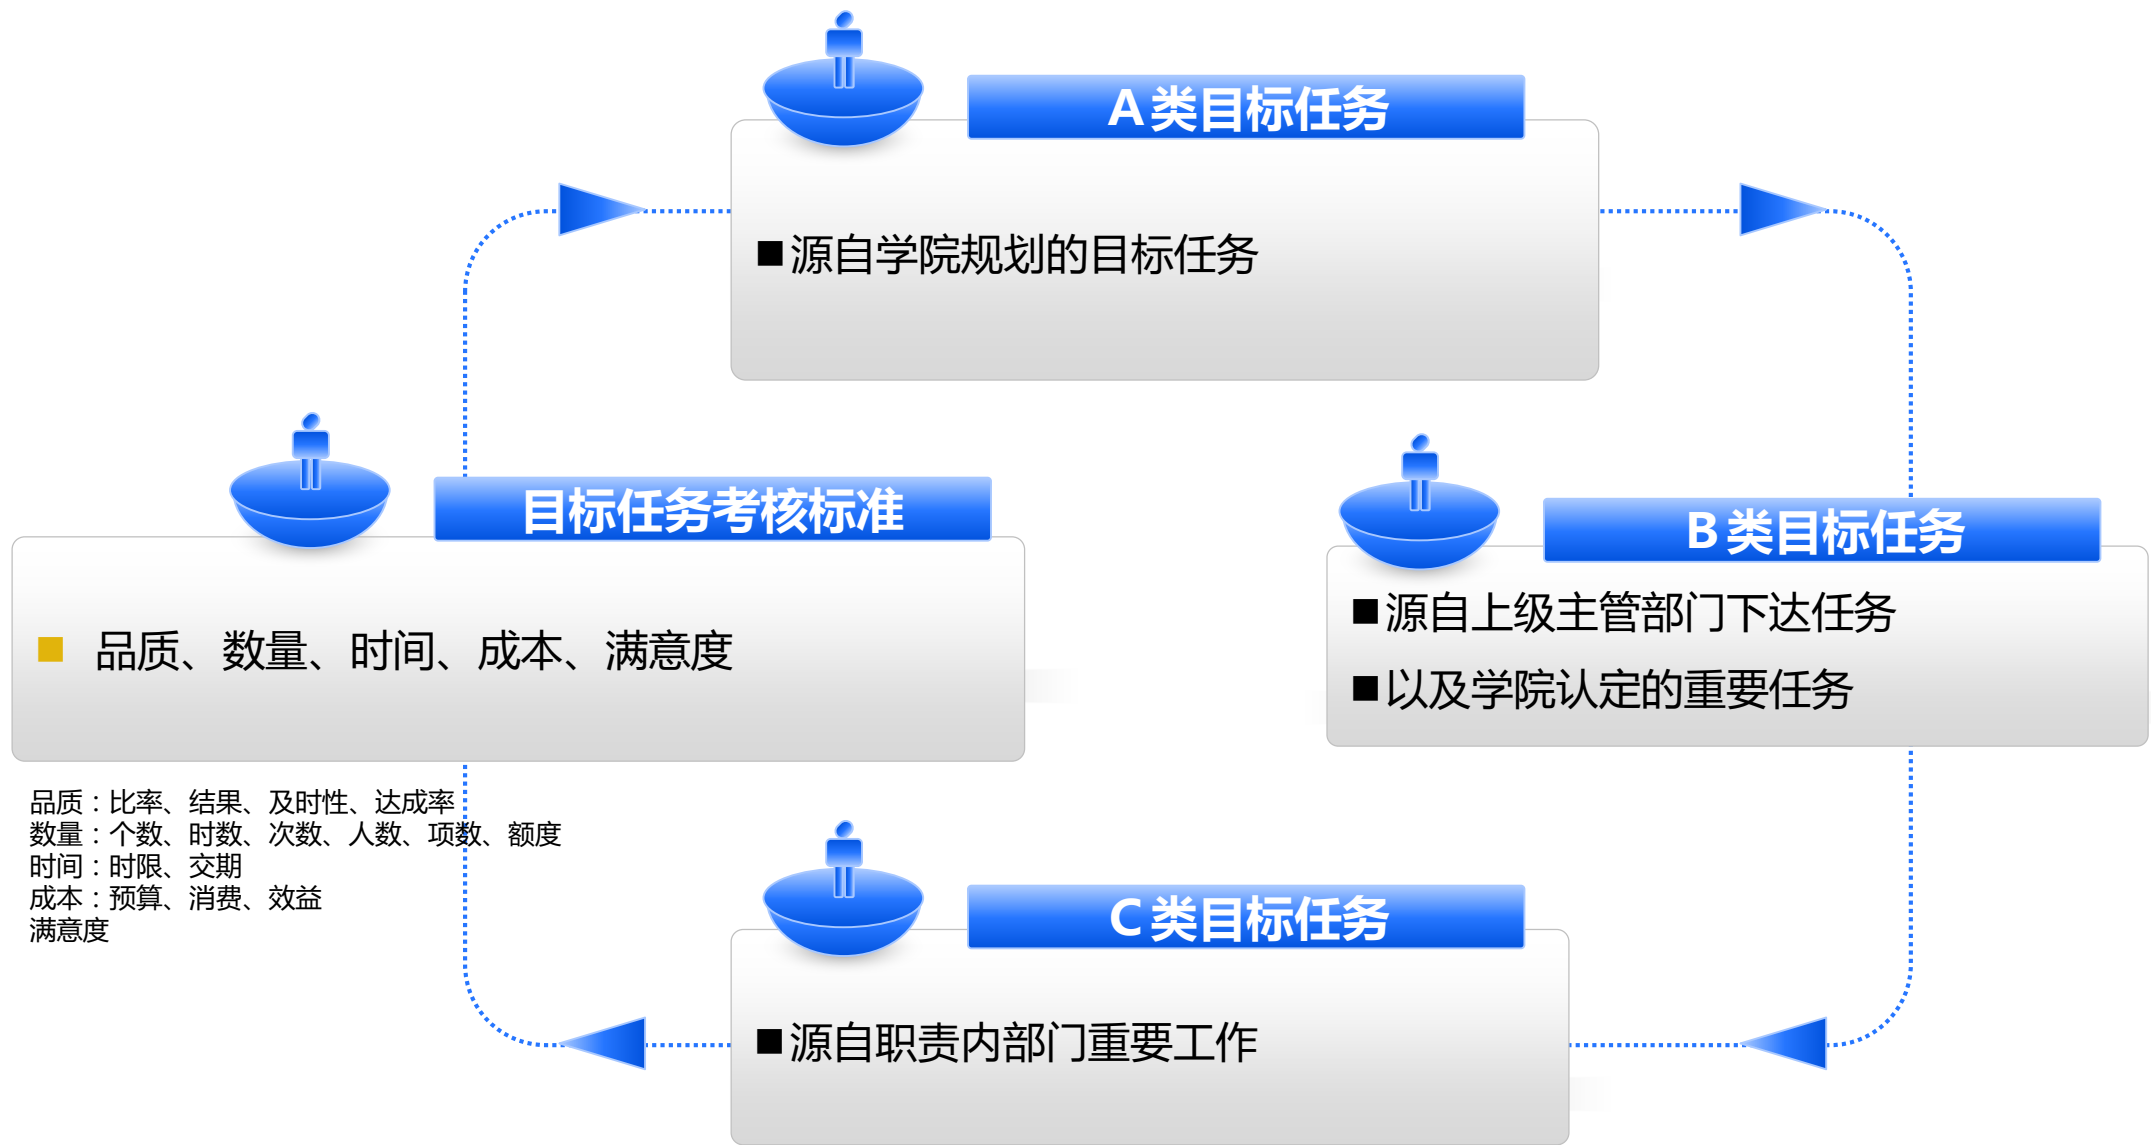 A类目标任务
■源自学院规划的目标任务
目标任务考核标准
■ 品质、数量、时间、成本、满意度
品质：比率、结果、及时性、达成率
数量：个数、时数、次数、人数、项数、额度
时间：时限、交期
成本：预算、消费、效益
满意度
B类目标任务
■源自上级主管部门下达任务
■以及学院认定的重要任务
C类目标任务
■源自职责内部门重要工作